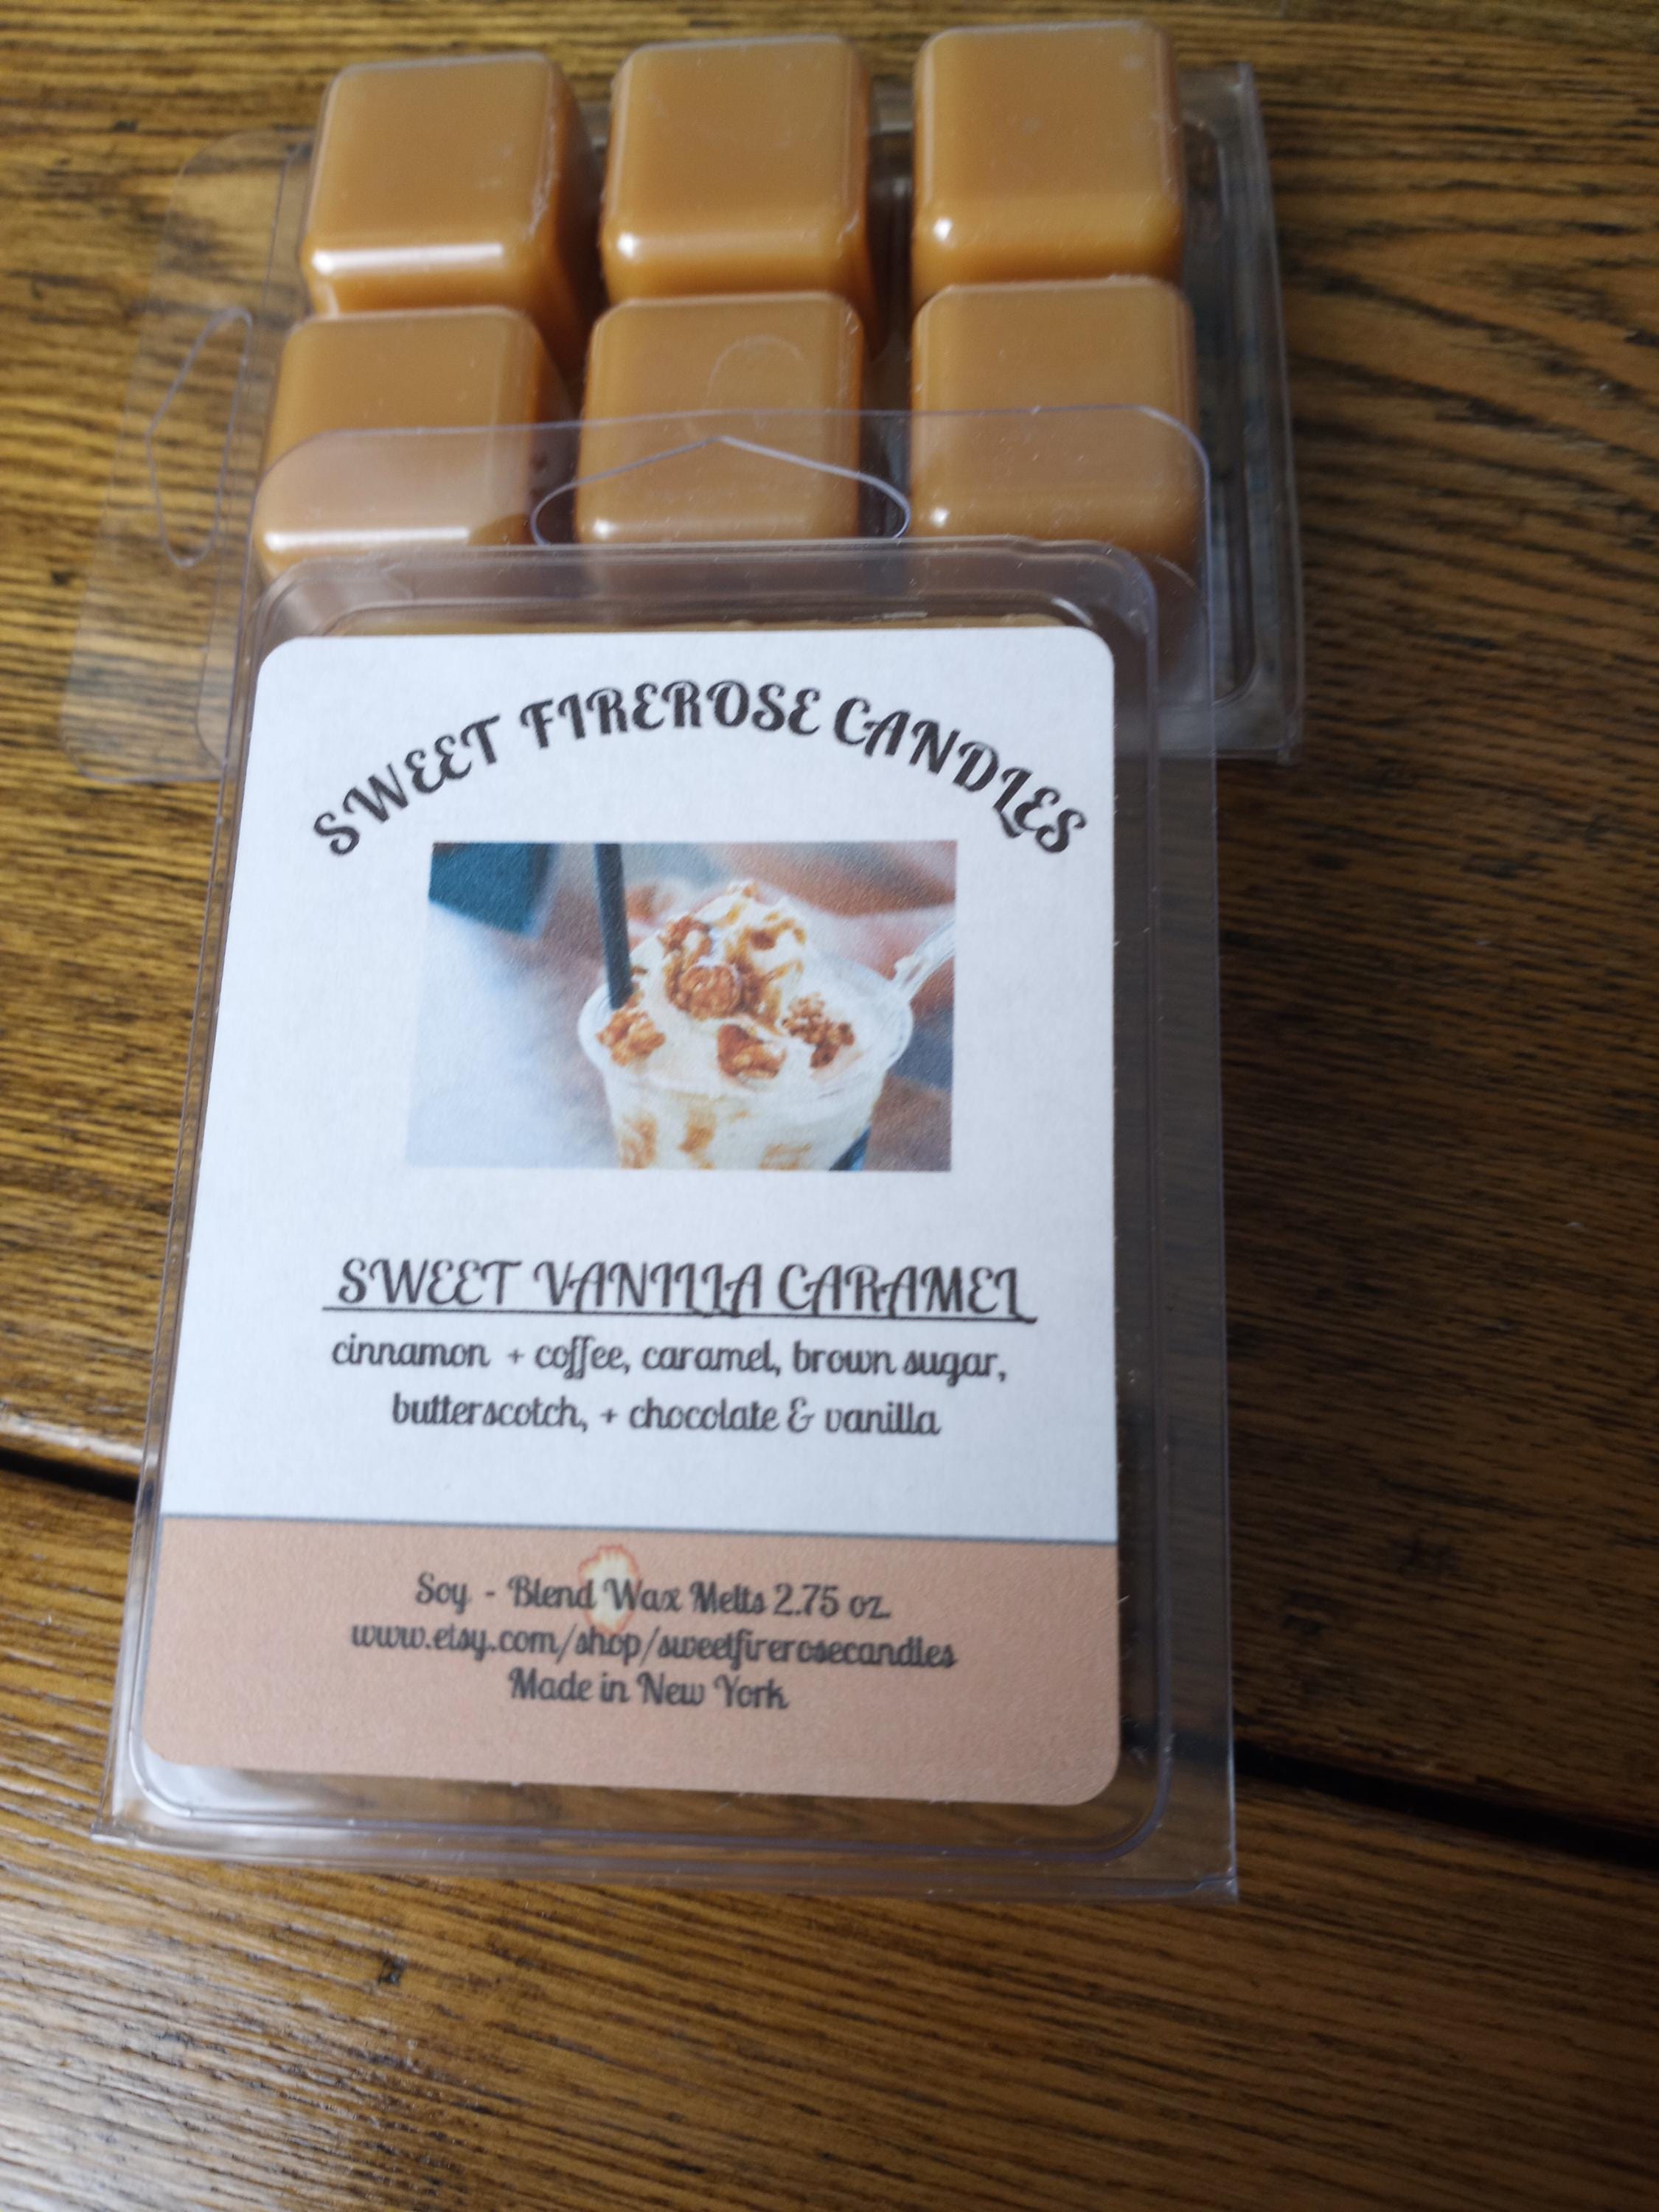 SWEET FIREROSE CANDLES
SWEET VANILLA CARAMEL
cinnamon + coffee, caramel, brown sugar,
butterscotch, + chocolate & vanilla
Soy - Blend Wax Melts 2.75 oz.
www.etsy.com/shop/sweetfirerosecandles
Made in New York